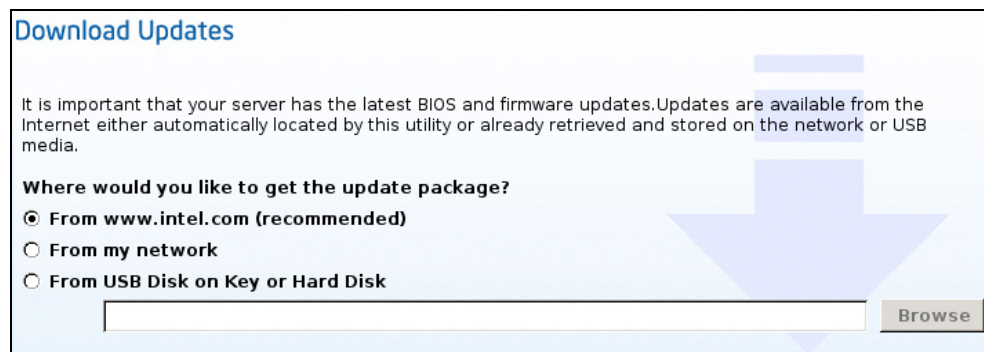 Download Updates
It is important that your server has the latest BIOS and firmware updates.Updates are available from the
Internet either automatically located by this utility or already retrieved and stored on the network or USB
media.
Where would you like to get the update package?
From www.intel.com (recommended)
From my network
From USB Disk on Key or Hard Disk
Browse